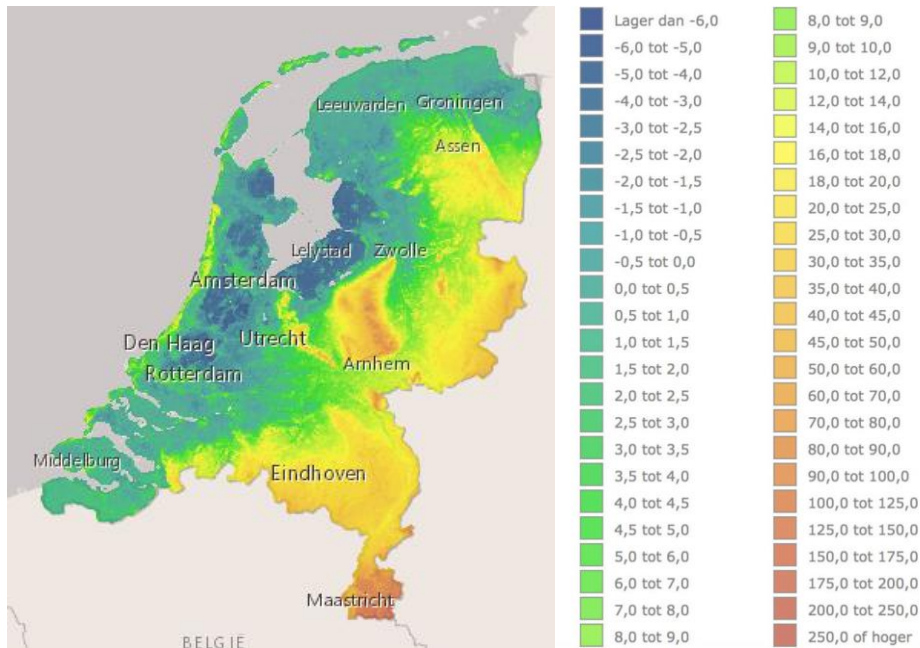 Leeuwarden
Groningen
Assen
Lelystad
Zwolle
Amsterdam
Den Haag
Utrecht
Rotterdam
Arnhem
Middelburg
Eindhoven
Maastricht
BELGIE
Lager dan -6,0
-6,0 tot -5,0
-5,0 tot -4,0
-4,0 tot -3,0
-3,0 tot -2,5
-2,5 tot -2,0
-2,0 tot -1,5
-1,5 tot -1,0
-1,0 tot -0,5
-0,5 tot 0,0
0,0 tot 0,5
0,5 tot 1,0
1,0 tot 1,5
1,5 tot 2,0
2,0 tot 2,5
2,5 tot 3,0
3,0 tot 3,5
3,5 tot 4,0
4,0 tot 4,5
4,5 tot 5,0
5,0 tot 6,0
6,0 tot 7,0
7,0 tot 8,0
8,0 tot 9,0
8,0 tot 9,0
9,0 tot 10,0
10,0 tot 12,0
12,0 tot 14,0
14,0 tot 16,0
16,0 tot 18,0
18,0 tot 20,0
20,0 tot 25,0
25,0 tot 30,0
30,0 tot 35,0
35,0 tot 40,0
40,0 tot 45,0
45,0 tot 50,0
50,0 tot 60,0
60,0 tot 70,0
70,0 tot 80,0
80,0 tot 90,0
90,0 tot 100,0
100,0 tot 125,0
125,0 tot 150,0
150,0 tot 175,0
175,0 tot 200,0
200,0 tot 250,0
250,0 of hoger